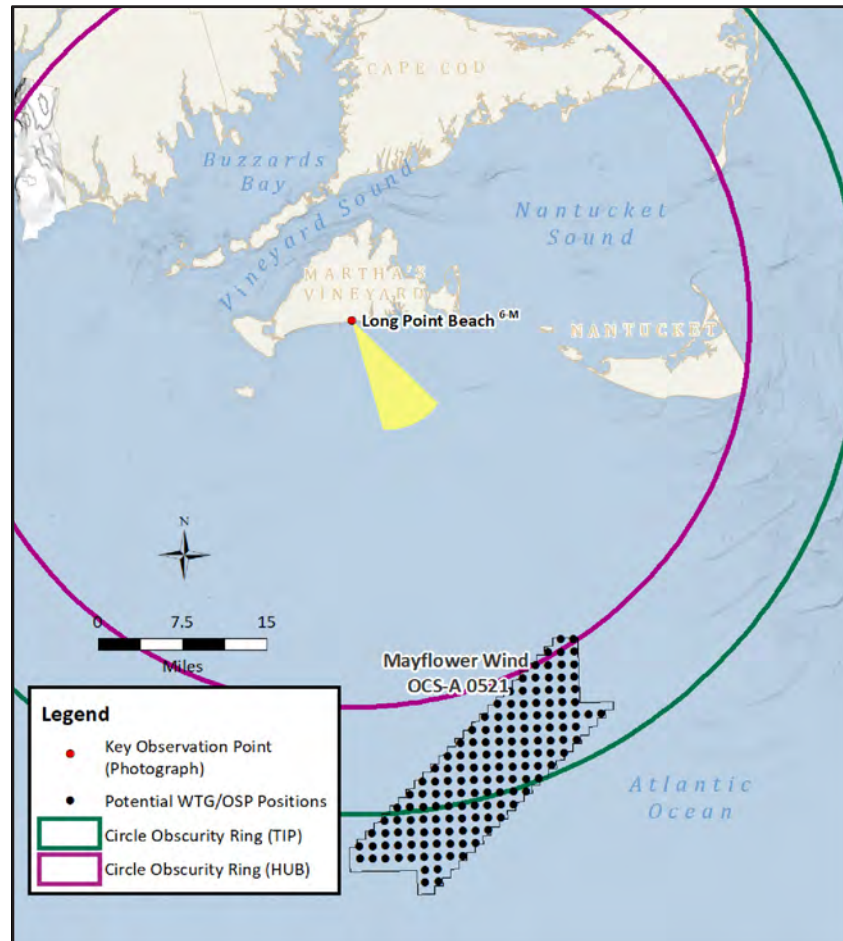 CAPE COD
Buzzards
Bay
Vineyard Sound
Nantucket
Sound
MARTHA'S
VINEYARD
Long Point Beach 6-M
NANTUCKET
N
0 7.5 15
Miles
Mayflower Wind
OCS-A 0521
Atlantic
Ocean
Legend
Key Observation Point
(Photograph)
Potential WTG/OSP Positions
Circle Obscurity Ring (TIP)
Circle Obscurity Ring (HUB)